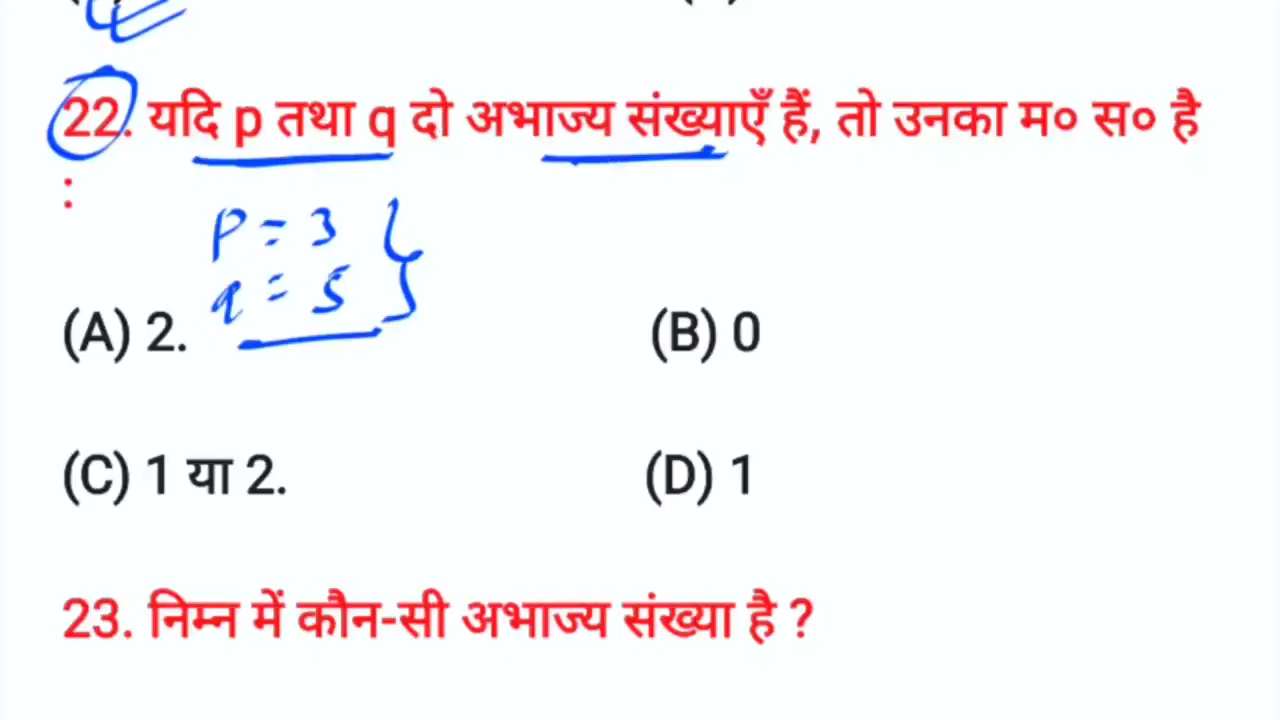 22. यदि p तथा q दो अभाज्य संख्याएँ हैं, तो उनका म० स० है
:
p = 3
q = 5
(A) 2.
(B) 0
(C) 1 या 2.
(D) 1
23. निम्न में कौन-सी अभाज्य संख्या है ?